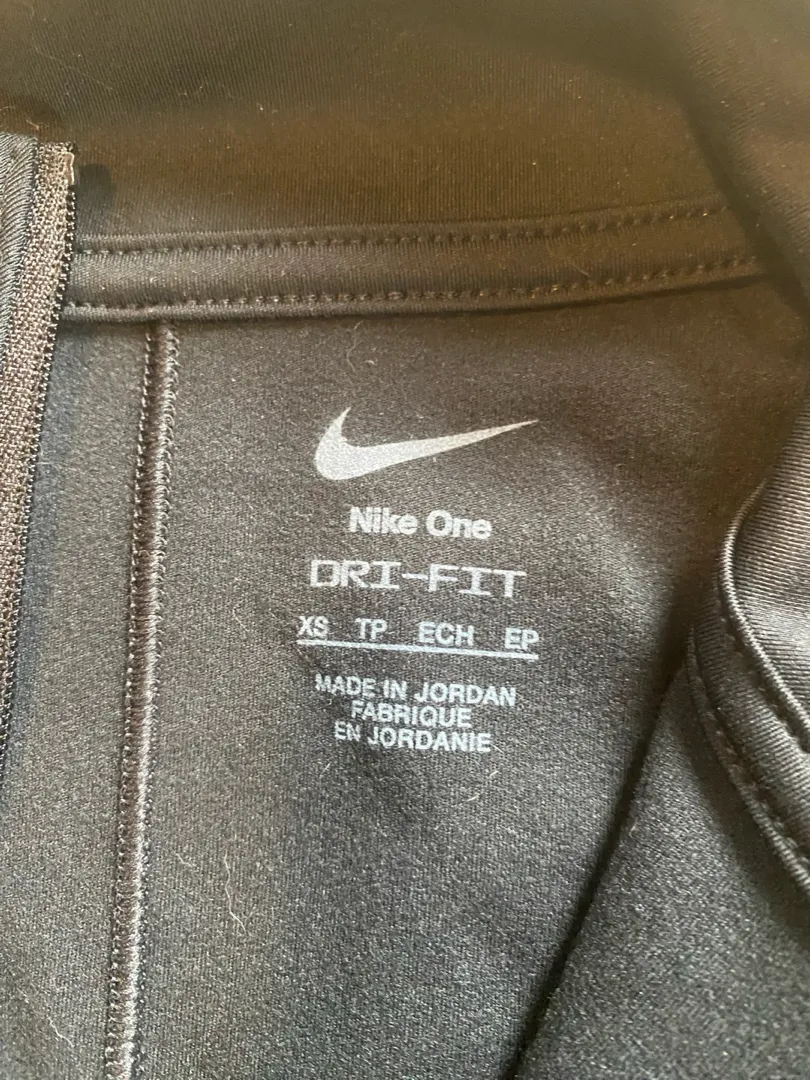 Nike One
DRI-FIT
XS TP ECH EP
MADE IN JORDAN
FABRIQUE
EN JORDANIE